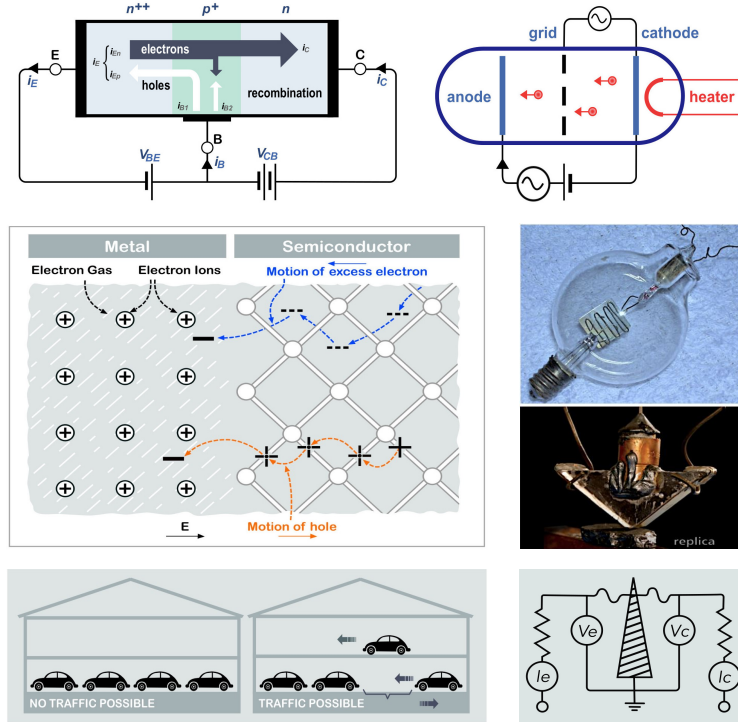 n++ p+ n
E
iE
iE { iEn
iEp
electrons
iC
holes
iB1
iB2
recombination
C
iC
B
iB
VBE
VCB
grid
cathode
anode
heater
Metal
Semiconductor
Electron Gas
Electron Ions
Motion of excess electron
E
Motion of hole
replica
NO TRAFFIC POSSIBLE
TRAFFIC POSSIBLE
Ve
Vc
Ie
Ic